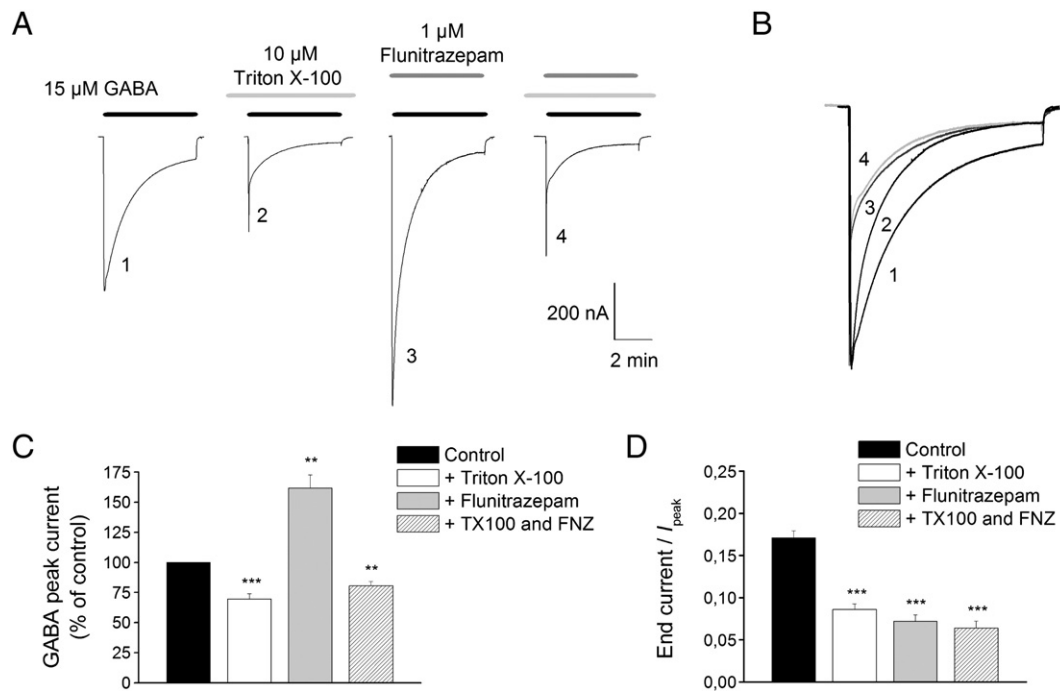 A
15 µM GABA
10 µM
Triton X-100
1 µM
Flunitrazepam
1
2
3
4
200 nA
2 min
B
4
3
2
1
C
GABA peak current
(% of control)
175
150
125
100
75
50
25
0
***
**
**
Control
+ Triton X-100
+ Flunitrazepam
+ TX100 and FNZ
D
End current / Ipeak
0,25
0,20
0,15
0,10
0,05
0,00
***
***
***
Control
+ Triton X-100
+ Flunitrazepam
+ TX100 and FNZ